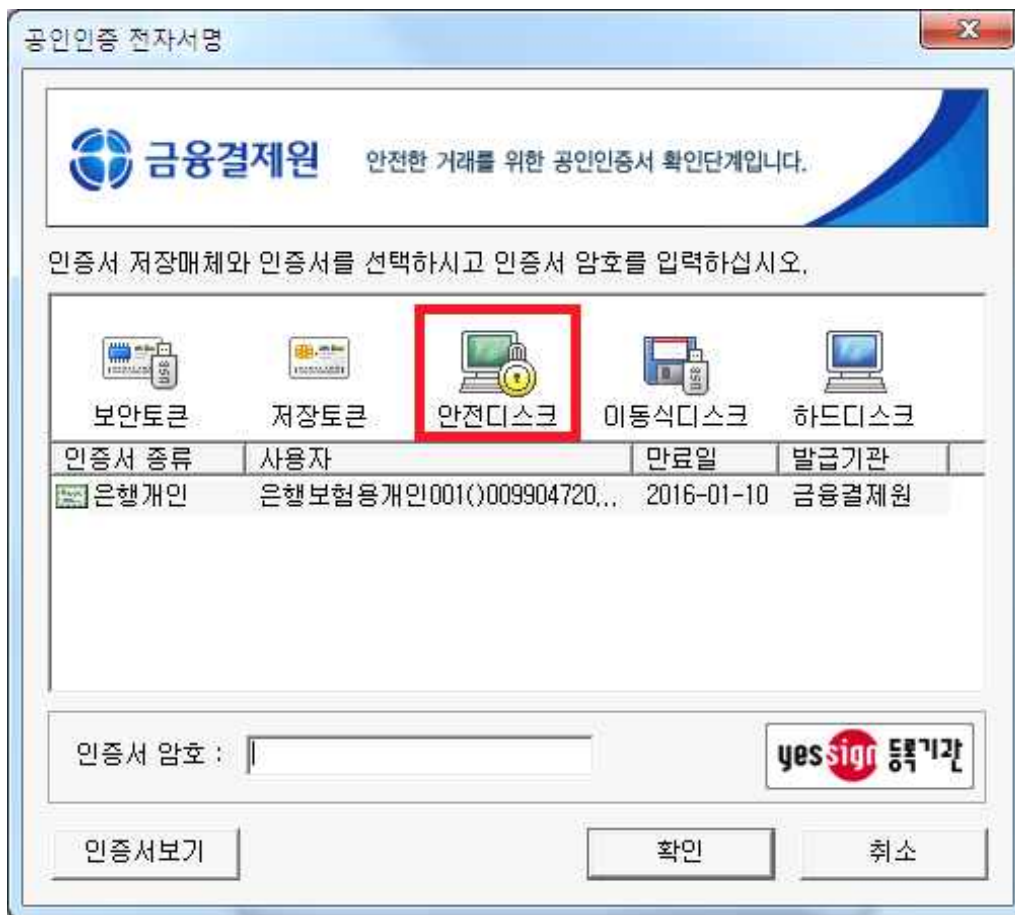 공인인증 전자서명
금융결제원 안전한 거래를 위한 공인인증서 확인단계입니다.
인증서 저장매체와 인증서를 선택하시고 인증서 암호를 입력하십시오.
보안토큰 저장토큰 안전디스크 이동식디스크 하드디스크
인증서 종류 사용자 만료일 발급기관
은행개인 은행보험용개인001()009904720... 2016-01-10 금융결제원
인증서 암호 : yessign 등록기관
인증서보기 확인 취소